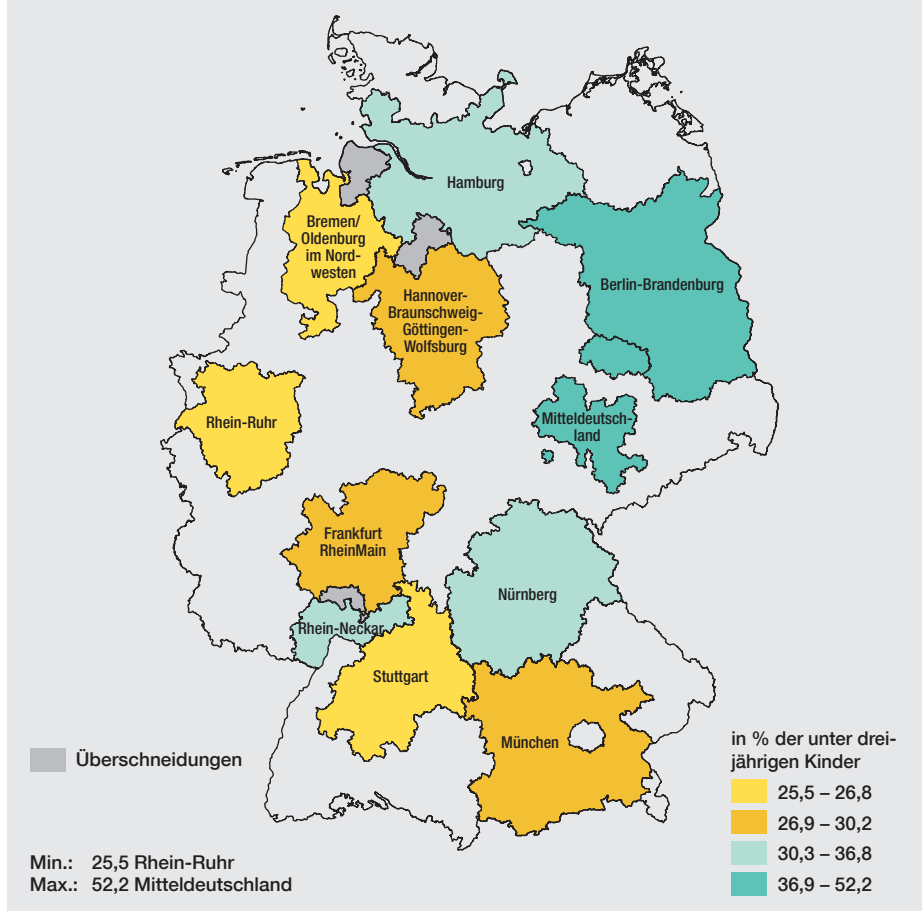 Hamburg
Bremen/
Oldenburg
im Nord-
westen
Berlin-Brandenburg
Hannover-
Braunschweig-
Göttingen-
Wolfsburg
Rhein-Ruhr
Mitteldeutsch-
land
Frankfurt
RheinMain
Nürnberg
Rhein-Neckar
Stuttgart
München
Überschneidungen
in % der unter drei-
jährigen Kinder
25,5 – 26,8
26,9 – 30,2
30,3 – 36,8
36,9 – 52,2
Min.: 25,5 Rhein-Ruhr
Max.: 52,2 Mitteldeutschland